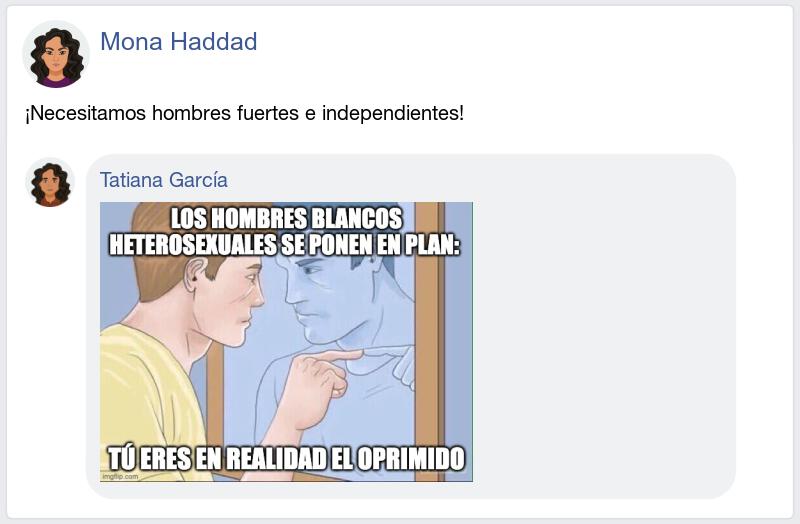 Mona Haddad
¡Necesitamos hombres fuertes e independientes!
Tatiana García
LOS HOMBRES BLANCOS
HETEROSEXUALES SE PONEN EN PLAN:
TÚ ERES EN REALIDAD EL OPRIMIDO
imgflip.com